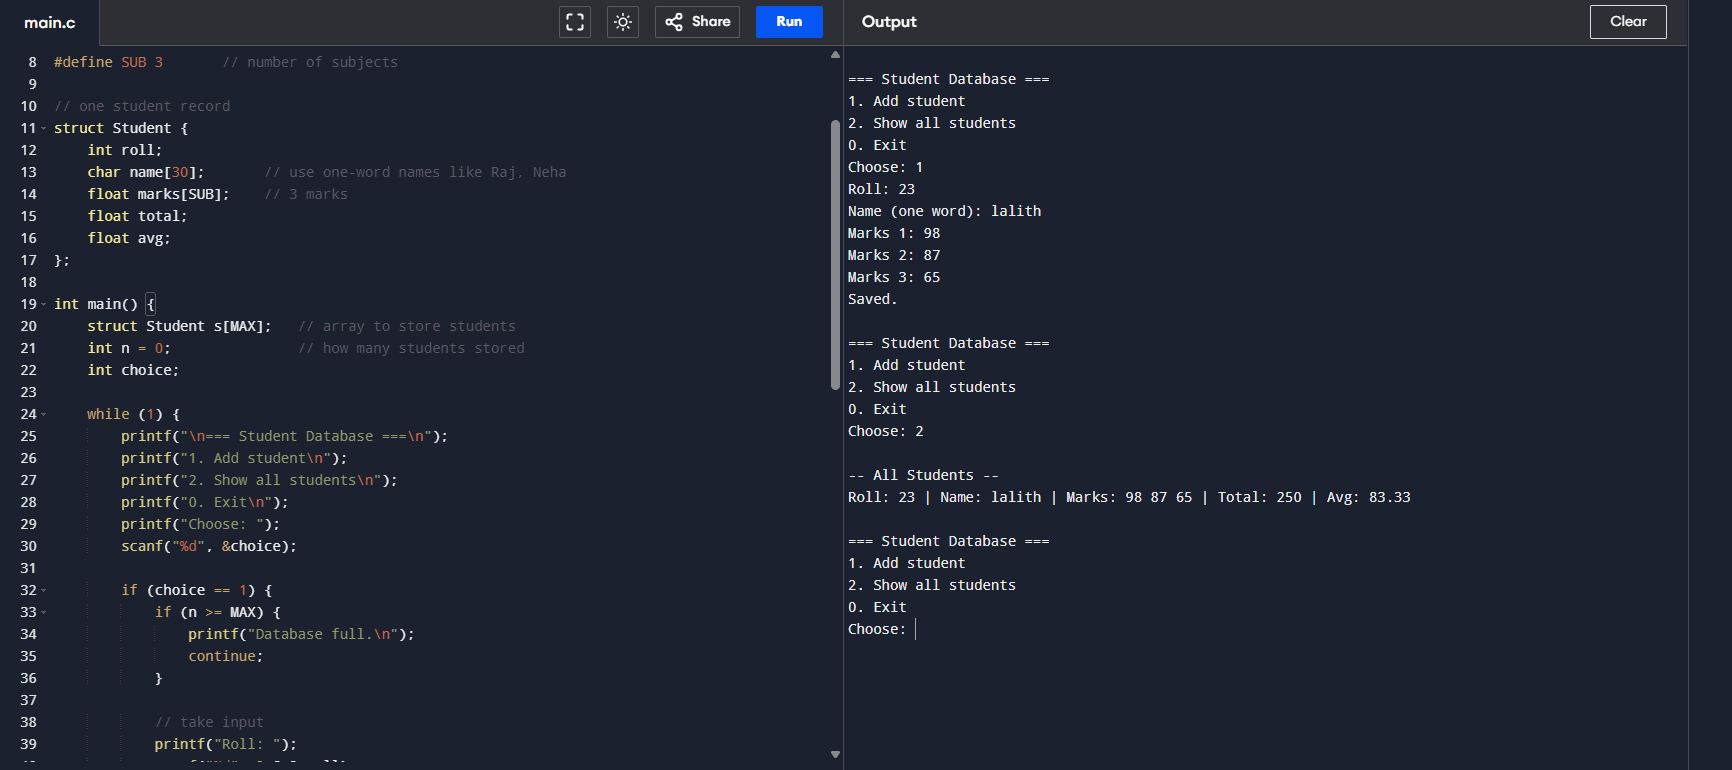 main.c
Share
Run
8 #define SUB 3 // number of subjects
9
10 // one student record
11 struct Student {
12 int roll;
13 char name[30]; // use one-word names like Raj, Neha
14 float marks[SUB]; // 3 marks
15 float total;
16 float avg;
17 };
18
19 int main() {
20 struct Student s[MAX]; // array to store students
21 int n = 0; // how many students stored
22 int choice;
23
24 while (1) {
25 printf("\n=== Student Database ===\n");
26 printf("1. Add student\n");
27 printf("2. Show all students\n");
28 printf("0. Exit\n");
29 printf("Choose: ");
30 scanf("%d", &choice);
31
32 if (choice == 1) {
33 if (n >= MAX) {
34 printf("Database full.\n");
35 continue;
36 }
37
38 // take input
39 printf("Roll: ");
Output
Clear
=== Student Database ===
1. Add student
2. Show all students
0. Exit
Choose: 1
Roll: 23
Name (one word): lalith
Marks 1: 98
Marks 2: 87
Marks 3: 65
Saved.
=== Student Database ===
1. Add student
2. Show all students
0. Exit
Choose: 2
-- All Students --
Roll: 23 | Name: lalith | Marks: 98 87 65 | Total: 250 | Avg: 83.33
=== Student Database ===
1. Add student
2. Show all students
0. Exit
Choose: